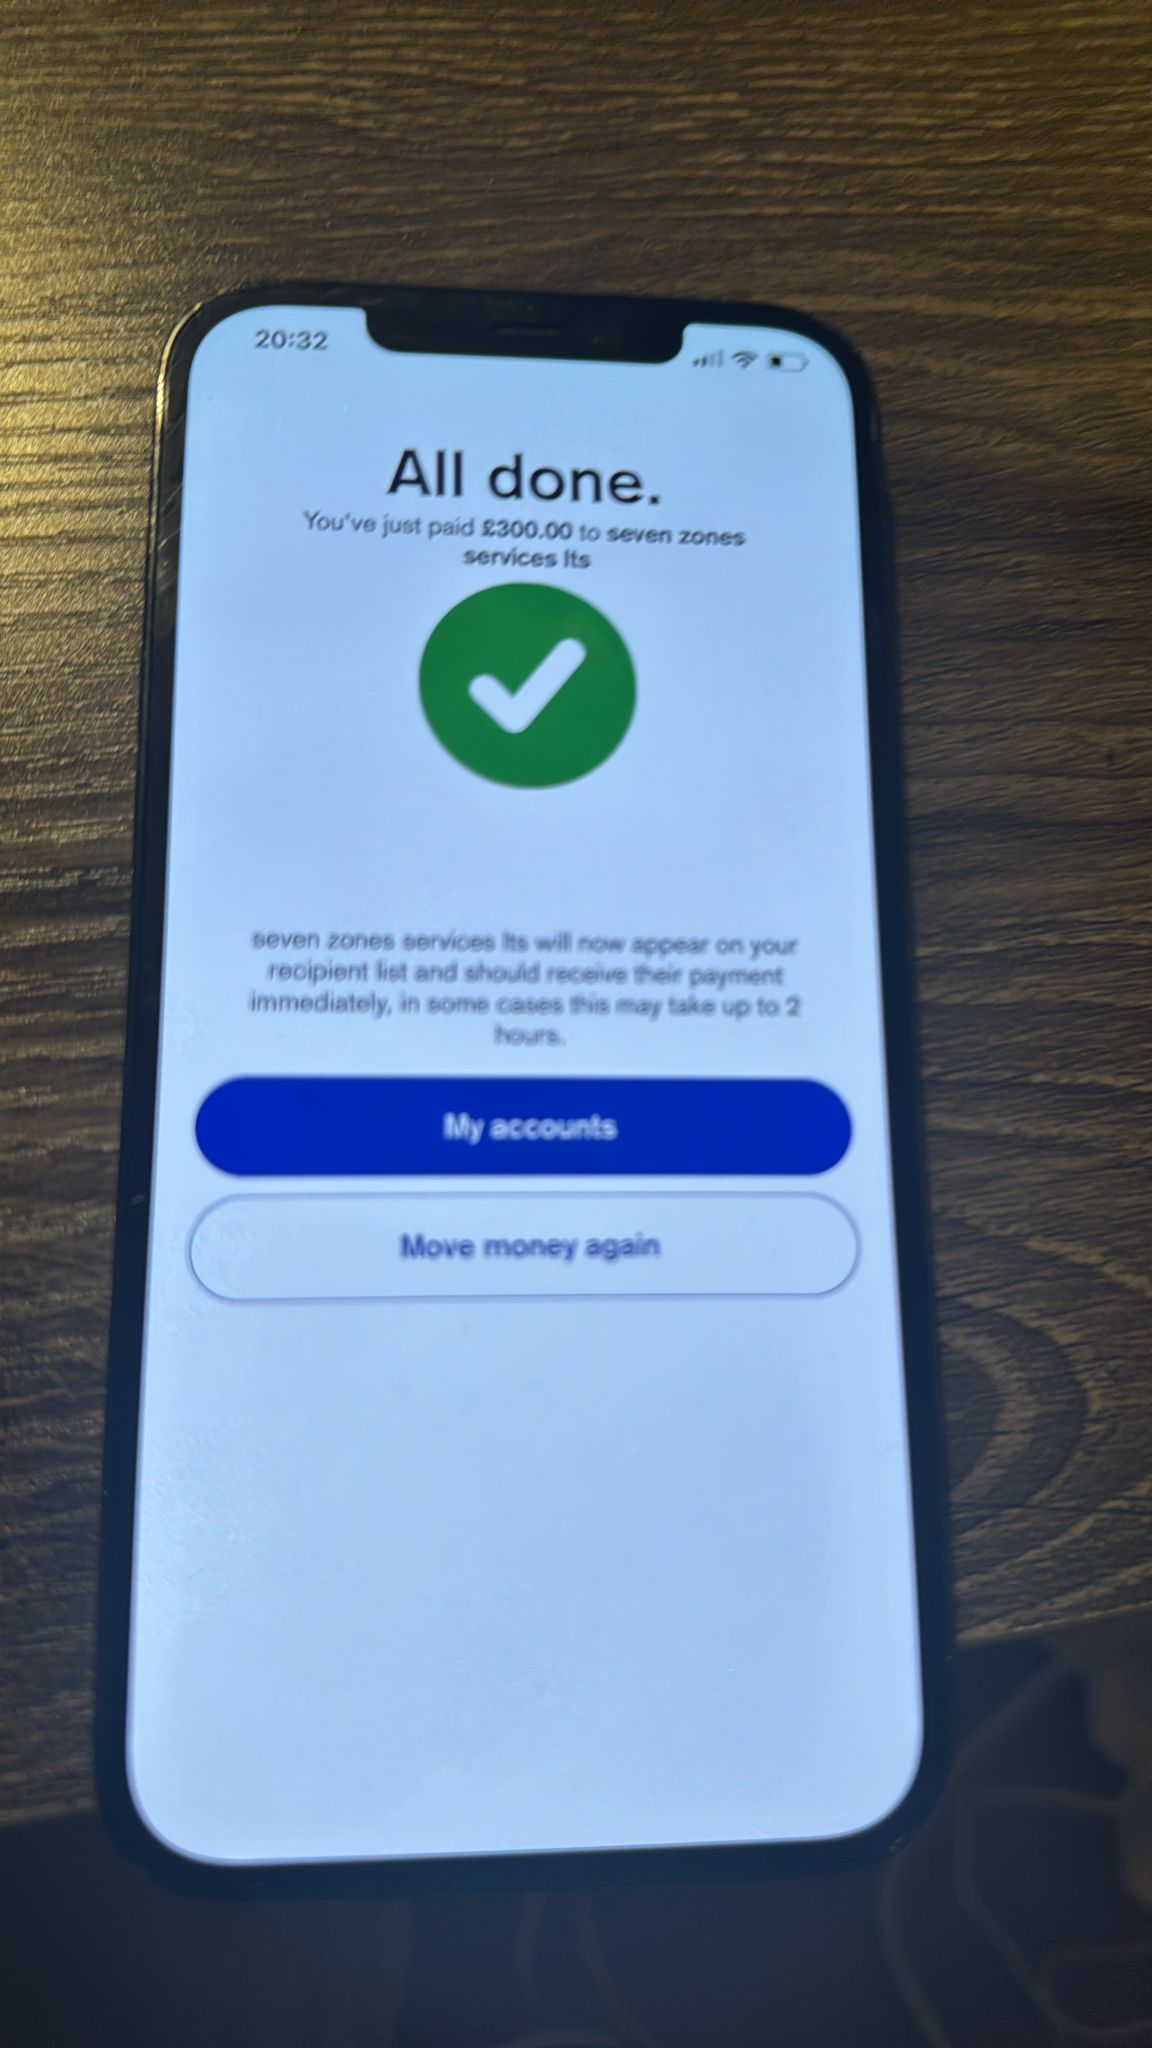 20:32
All done.
You've just paid £300.00 to seven zones
services lts
seven zones services lts will now appear on your
recipient list and should receive their payment
immediately, in some cases this may take up to 2
hours.
My accounts
Move money again